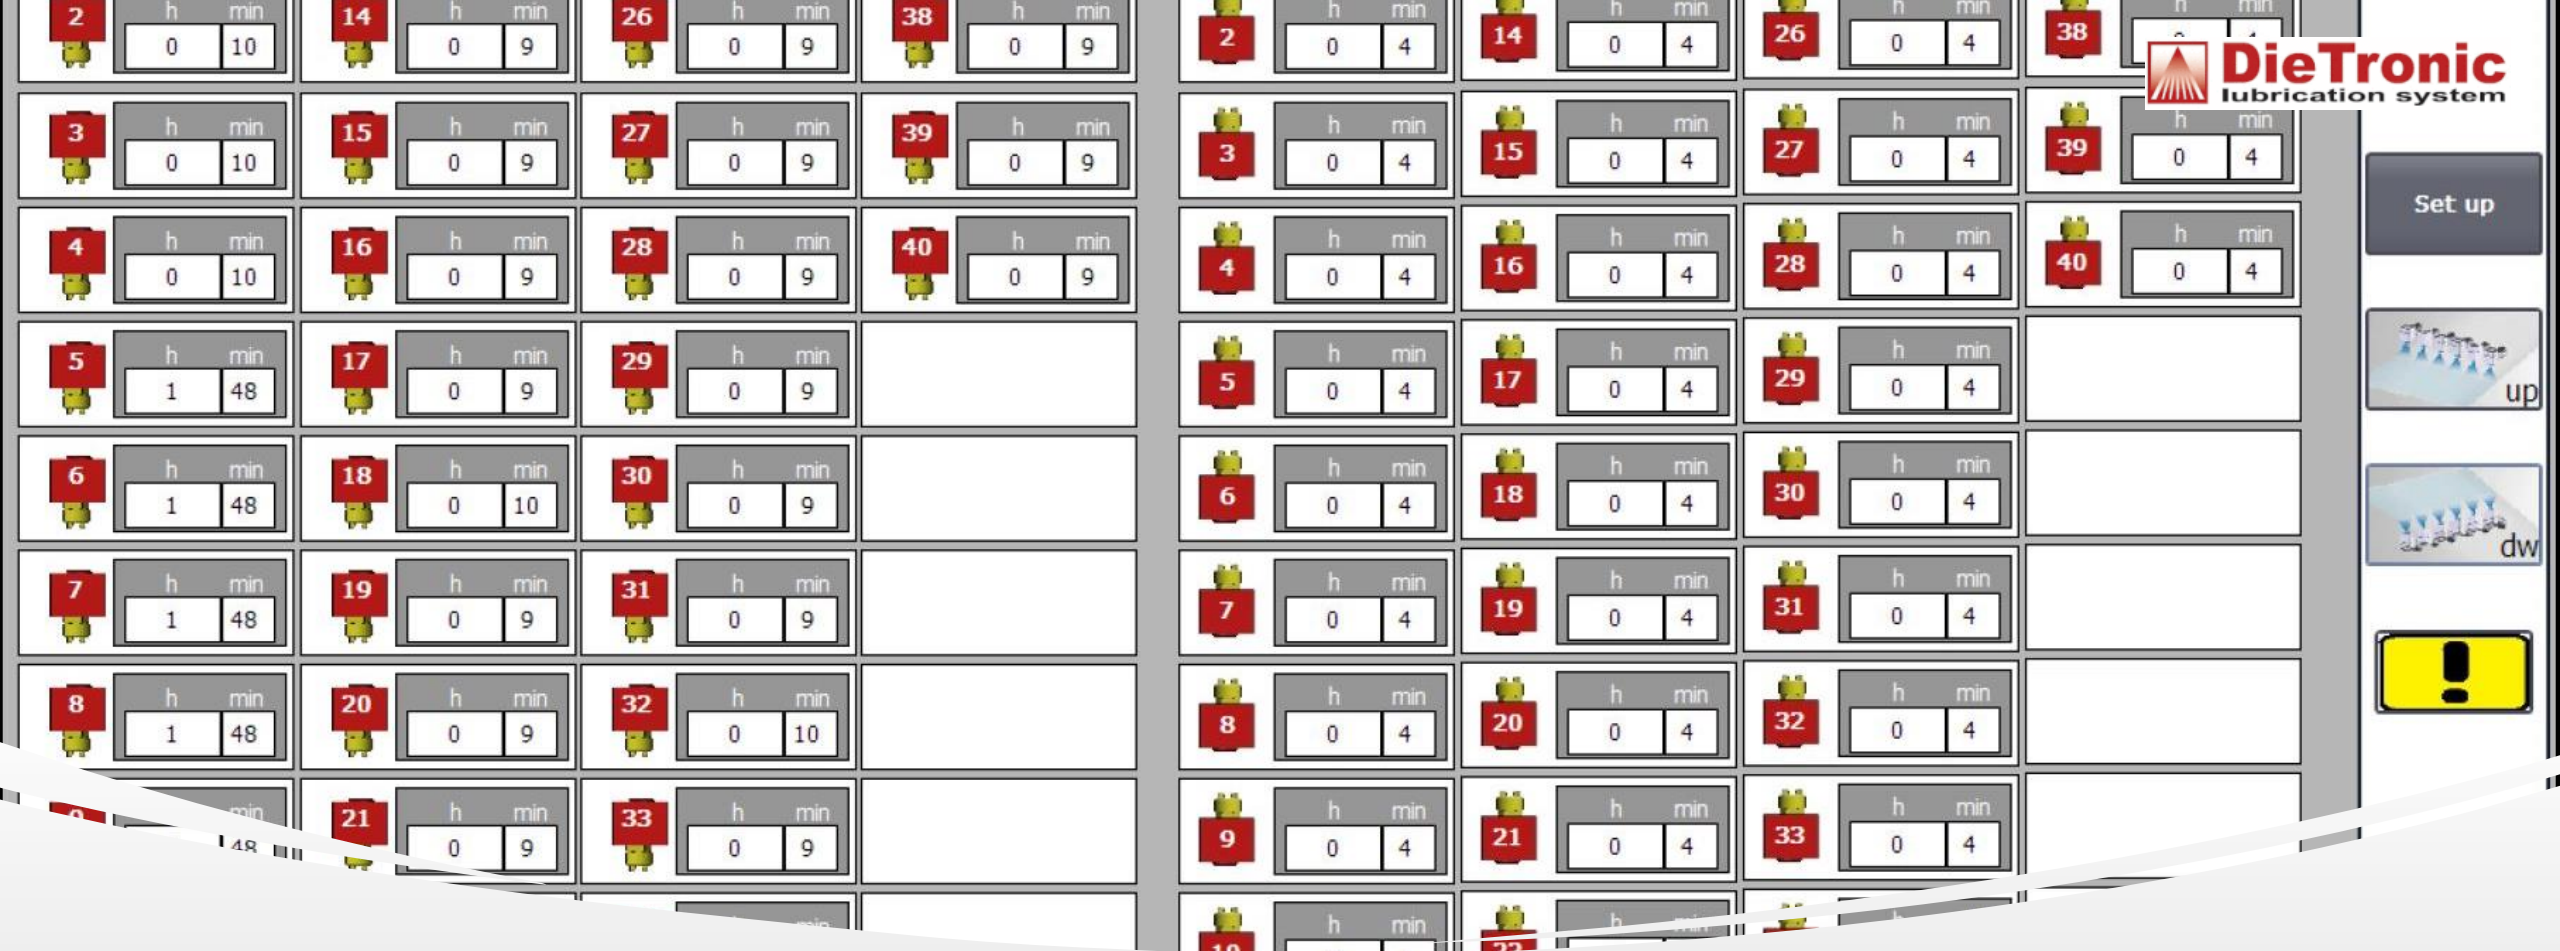 2 h min 14 h min 26 h min 38 h min 2 h min 14 h min 26 h min 38 h min
0 10 0 9 0 9 0 9 0 4 0 4 0 4
DieTronic
lubrication system
3 h min 15 h min 27 h min 39 h min 3 h min 15 h min 27 h min 39 h min
0 10 0 9 0 9 0 9 0 4 0 4 0 4 0 4
Set up
4 h min 16 h min 28 h min 40 h min 4 h min 16 h min 28 h min 40 h min
0 10 0 9 0 9 0 9 0 4 0 4 0 4 0 4
5 h min 17 h min 29 h min 5 h min 17 h min 29 h min
1 48 0 9 0 9 0 4 0 4 0 4
up
6 h min 18 h min 30 h min 6 h min 18 h min 30 h min
1 48 0 10 0 9 0 4 0 4 0 4
dw
7 h min 19 h min 31 h min 7 h min 19 h min 31 h min
1 48 0 9 0 9 0 4 0 4 0 4
!
8 h min 20 h min 32 h min 8 h min 20 h min 32 h min
1 48 0 9 0 10 0 4 0 4 0 4
min 21 h min 33 h min 9 h min 21 h min 33 h min
48 0 9 0 9 0 4 0 4 0 4
h min h